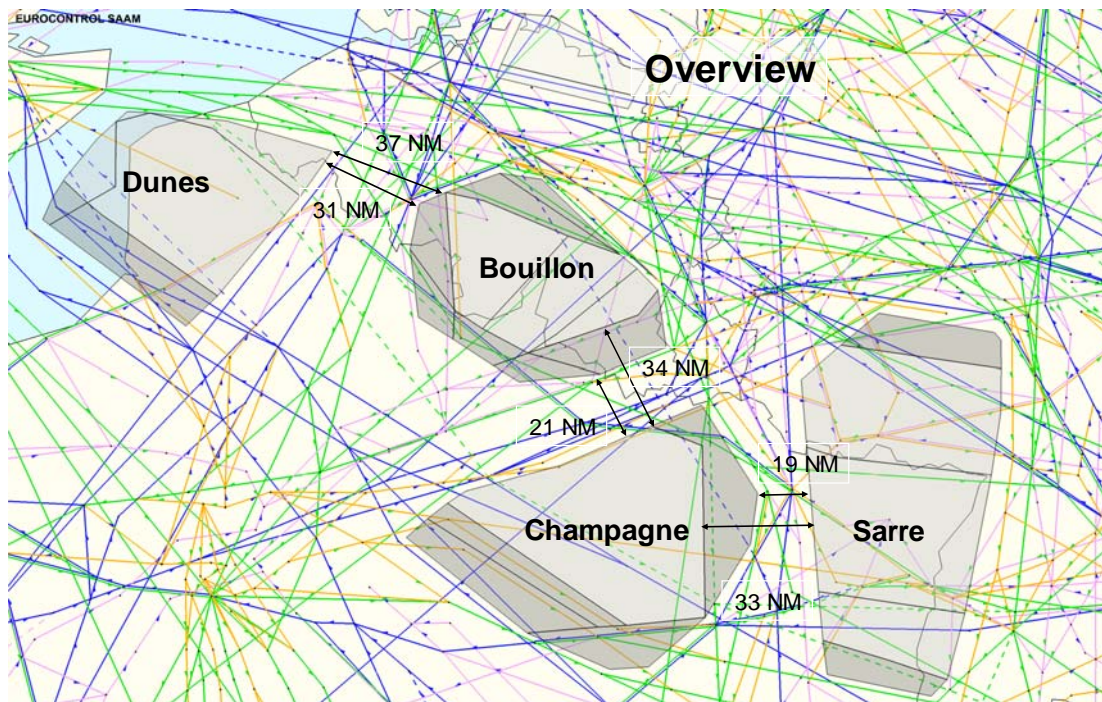 EUROCONTROL SAAM
Overview
37 NM
Dunes
31 NM
Bouillon
34 NM
21 NM
19 NM
Champagne
Sarre
33 NM